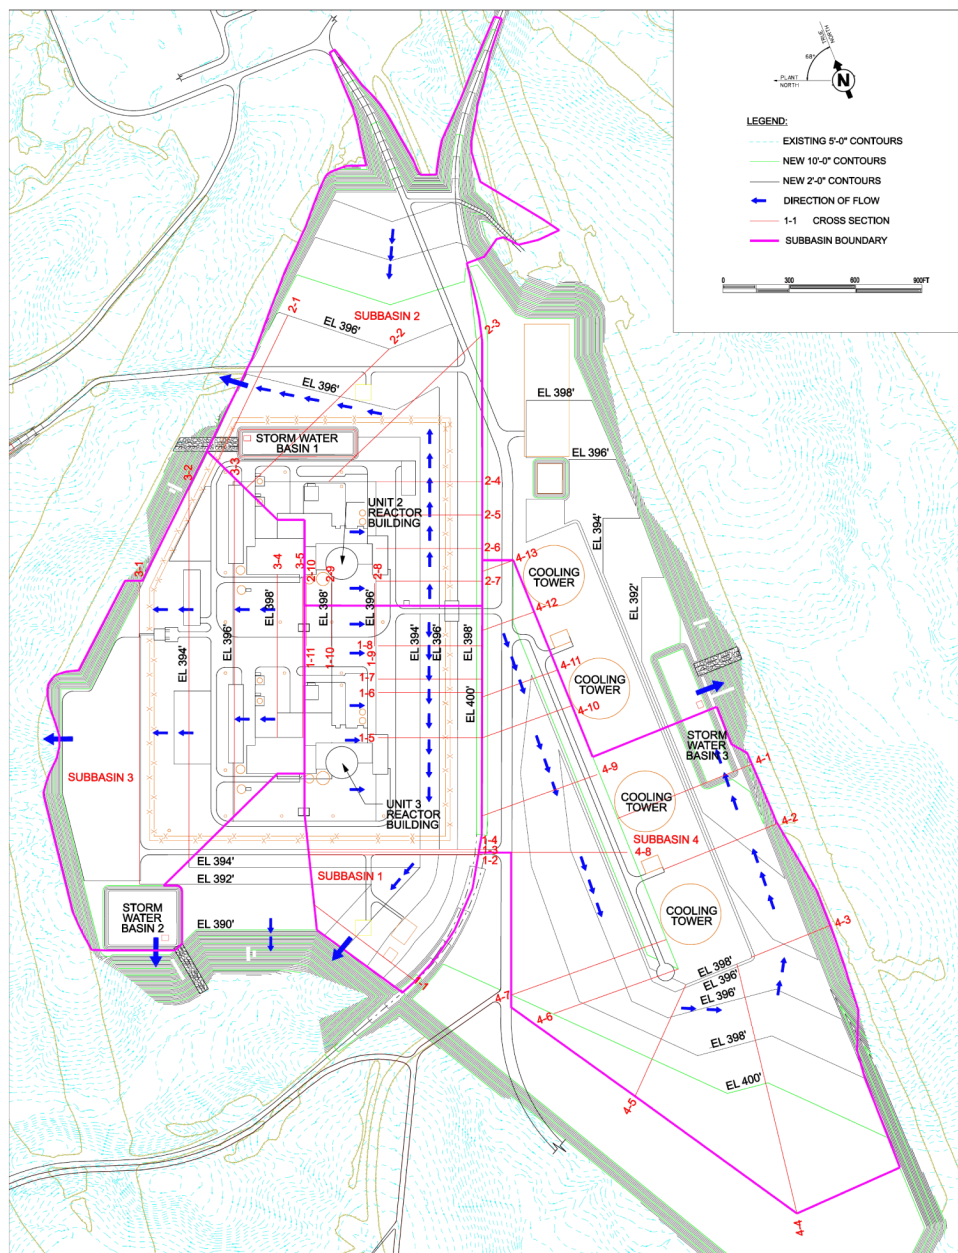 TRUE
NORTH
68°
PLANT
NORTH
N
LEGEND:
EXISTING 5'-0" CONTOURS
NEW 10'-0" CONTOURS
NEW 2'-0" CONTOURS
DIRECTION OF FLOW
1-1 CROSS SECTION
SUBBASIN BOUNDARY
0 300 600 900FT
2-1
SUBBASIN 2
EL 396'
2-2
2-3
EL 396'
EL 398'
STORM WATER
BASIN 1
EL 396'
3-2
3-3
2-4
UNIT 2
REACTOR
BUILDING
2-5
EL 394'
2-6
4-13
3-1
3-4
3-5
2-10
2-9
2-8
2-7
COOLING
TOWER
EL 392'
EL 398'
EL 398'
EL 396'
4-12
EL 394'
EL 396'
EL 394'
EL 396'
EL 398'
1-8
1-11
1-10
1-9
4-11
1-7
COOLING
TOWER
1-6
EL 400'
4-10
1-5
STORM
WATER
BASIN 3
SUBBASIN 3
4-9
4-1
COOLING
TOWER
UNIT 3
REACTOR
BUILDING
4-2
SUBBASIN 4
1-4
1-3
1-2
4-8
EL 394'
SUBBASIN 1
EL 392'
STORM
WATER
BASIN 2
COOLING
TOWER
EL 390'
4-3
EL 398'
EL 396'
EL 396'
4-7
4-6
EL 398'
EL 400'
4-5
4-4